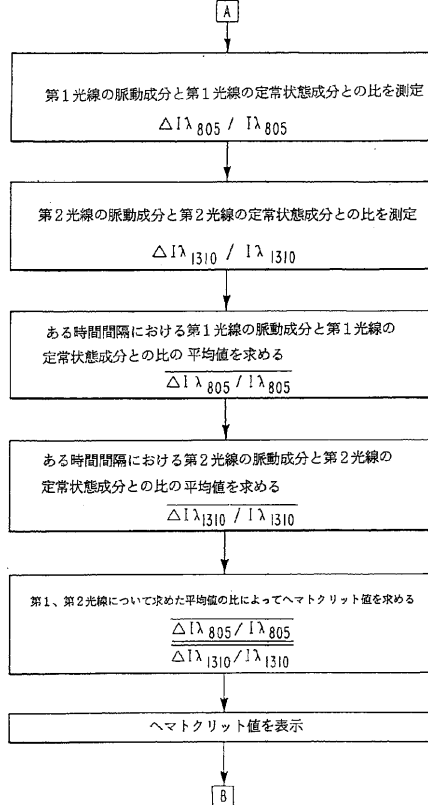 A
第1光線の脈動成分と第1光線の定常状態成分との比を測定
△Iλ805 / Iλ805
第2光線の脈動成分と第2光線の定常状態成分との比を測定
△Iλ1310 / Iλ1310
ある時間間隔における第1光線の脈動成分と第1光線の
定常状態成分との比の平均値を求める
△Iλ805 / Iλ805
ある時間間隔における第2光線の脈動成分と第2光線の
定常状態成分との比の平均値を求める
△Iλ1310 / Iλ1310
第1、第2光線について求めた平均値の比によってヘマトクリット値を求める
△Iλ805 / Iλ805
△Iλ1310 / Iλ1310
ヘマトクリット値を表示
B